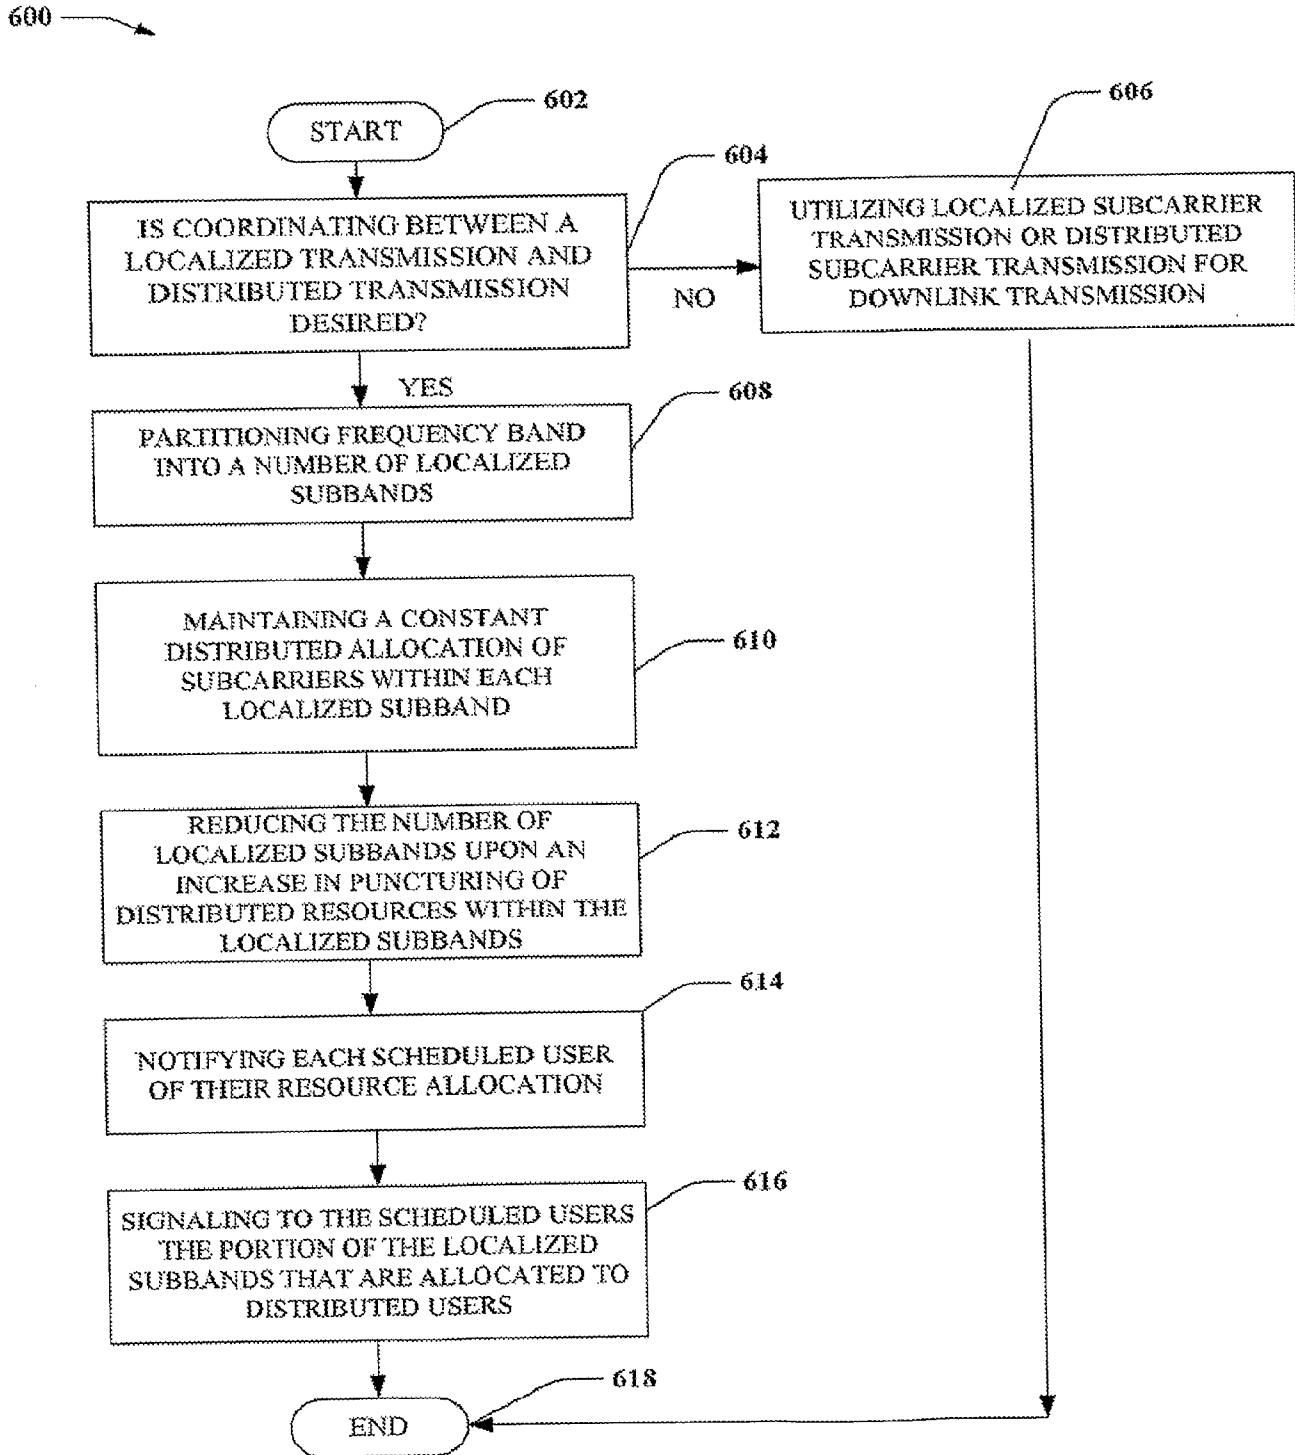 600
602
START
604
606
IS COORDINATING BETWEEN A
LOCALIZED TRANSMISSION AND
DISTRIBUTED TRANSMISSION
DESIRED?
UTILIZING LOCALIZED SUBCARRIER
TRANSMISSION OR DISTRIBUTED
SUBCARRIER TRANSMISSION FOR
DOWNLINK TRANSMISSION
NO
YES
608
PARTITIONING FREQUENCY BAND
INTO A NUMBER OF LOCALIZED
SUBBANDS
610
MAINTAINING A CONSTANT
DISTRIBUTED ALLOCATION OF
SUBCARRIERS WITHIN EACH
LOCALIZED SUBBAND
612
REDUCING THE NUMBER OF
LOCALIZED SUBBANDS UPON AN
INCREASE IN PUNCTURING OF
DISTRIBUTED RESOURCES WITHIN THE
LOCALIZED SUBBANDS
614
NOTIFYING EACH SCHEDULED USER
OF THEIR RESOURCE ALLOCATION
616
SIGNALING TO THE SCHEDULED USERS
THE PORTION OF THE LOCALIZED
SUBBANDS THAT ARE ALLOCATED TO
DISTRIBUTED USERS
618
END